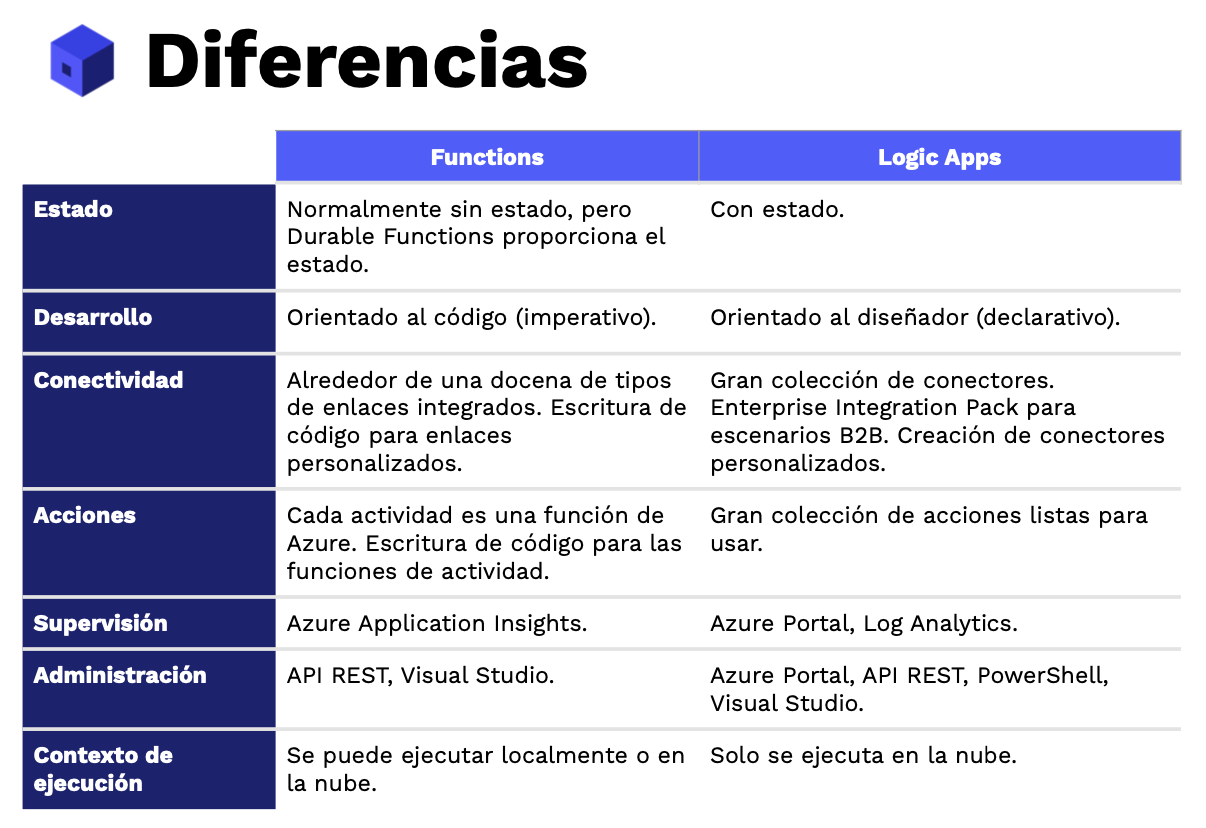 Diferencias
Functions
Logic Apps
Estado
Normalmente sin estado, pero
Durable Functions proporciona el
estado.
Con estado.
Desarrollo
Orientado al código (imperativo).
Orientado al diseñador (declarativo).
Conectividad
Alrededor de una docena de tipos
de enlaces integrados. Escritura de
código para enlaces
personalizados.
Gran colección de conectores.
Enterprise Integration Pack para
escenarios B2B. Creación de conectores
personalizados.
Acciones
Cada actividad es una función de
Azure. Escritura de código para las
funciones de actividad.
Gran colección de acciones listas para
usar.
Supervisión
Azure Application Insights.
Azure Portal, Log Analytics.
Administración
API REST, Visual Studio.
Azure Portal, API REST, PowerShell,
Visual Studio.
Contexto de
ejecución
Se puede ejecutar localmente o en
la nube.
Solo se ejecuta en la nube.